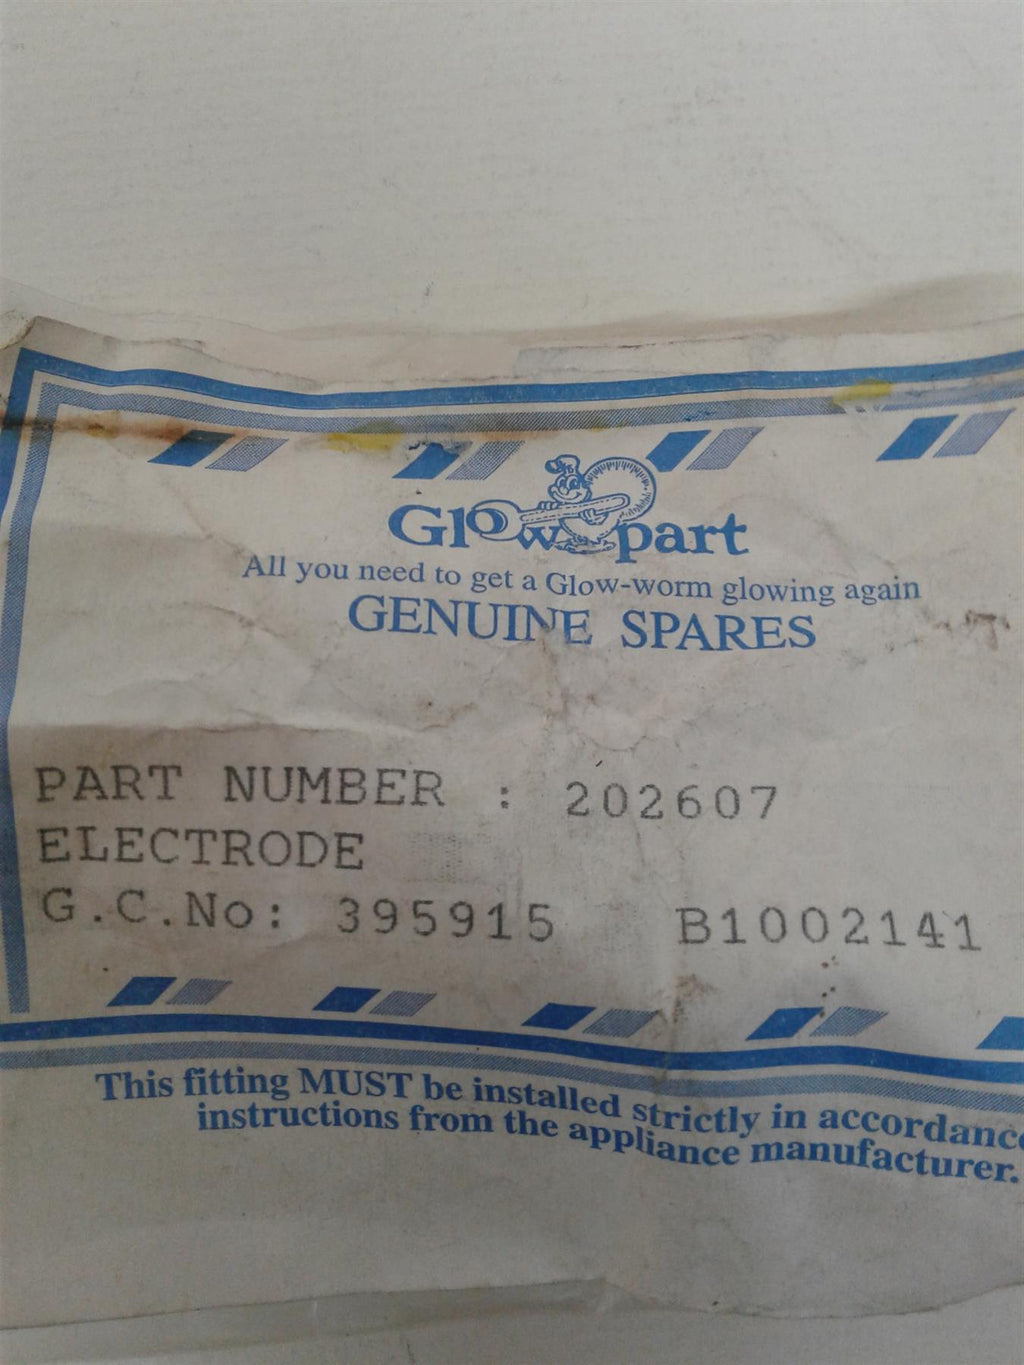 Glow part
All you need to get a Glow-worm glowing again
GENUINE SPARES
PART NUMBER : 202607
ELECTRODE
G.C.No: 395915 B1002141
This fitting MUST be installed strictly in accordance
instructions from the appliance manufacturer.